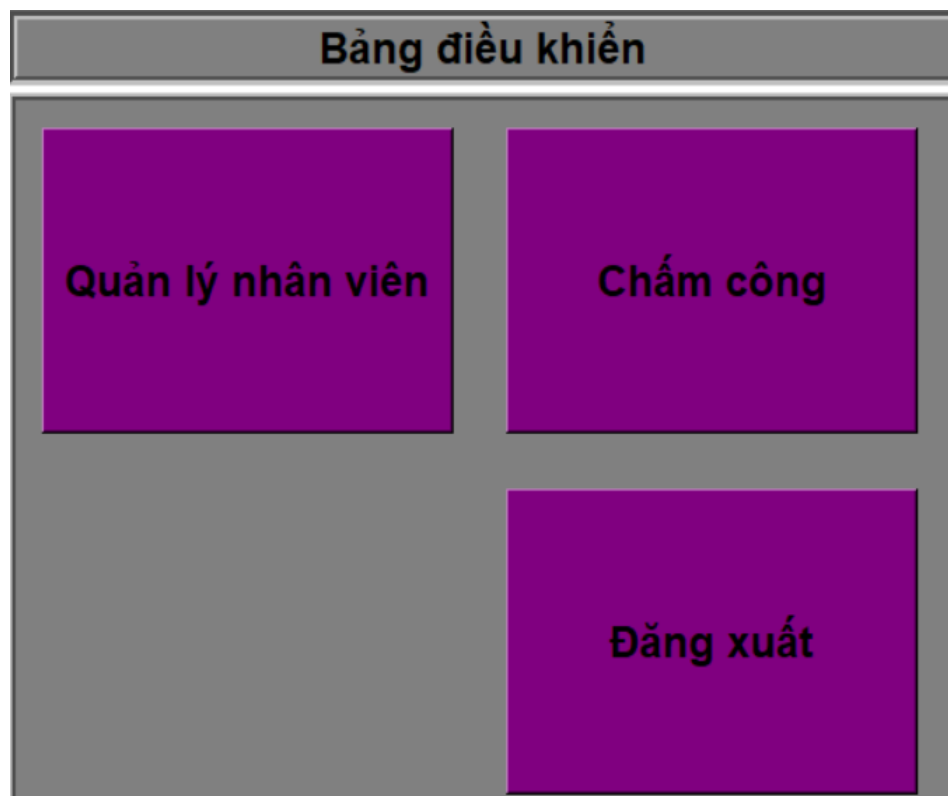 Bảng điều khiển
Quản lý nhân viên
Chấm công
Đăng xuất